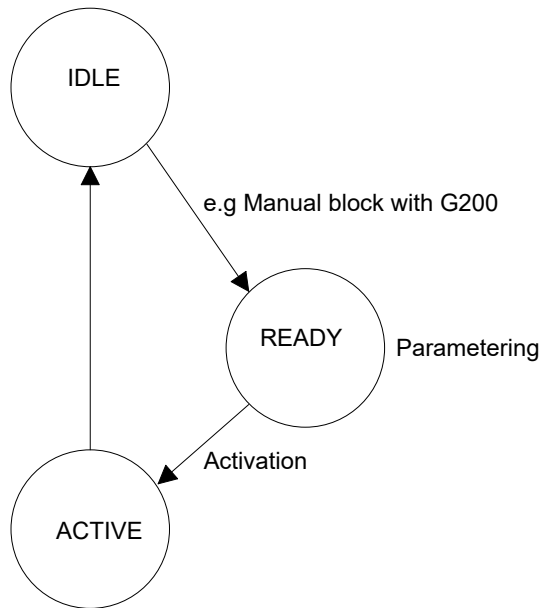 IDLE
e.g Manual block with G200
READY
Parametering
Activation
ACTIVE